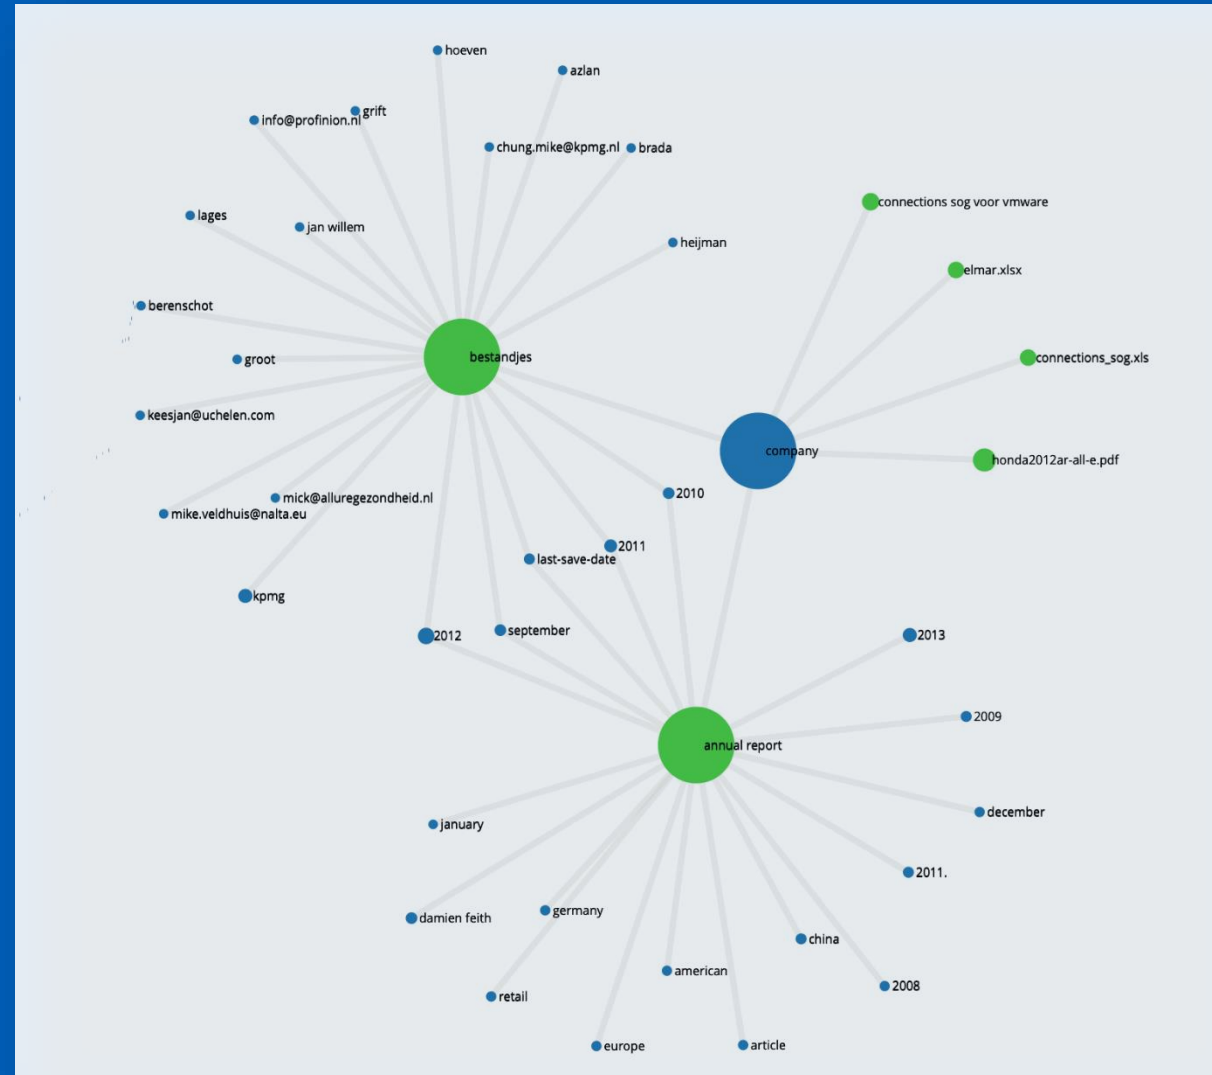 hoeven
azlan
grift
info@profinion.nl
chung.mike@kpmg.nl
brada
connections sog voor vmware
lages
jan willem
heijman
elmar.xlsx
berenschot
groot
bestandjes
connections_sog.xls
keesjan@uchelen.com
company
honda2012ar-all-e.pdf
2010
mick@alluregezondheid.nl
mike.veldhuis@nalta.eu
2011
last-save-date
kpmg
2012
september
2013
2009
annual report
december
january
2011.
damien feith
germany
china
american
2008
retail
europe
article